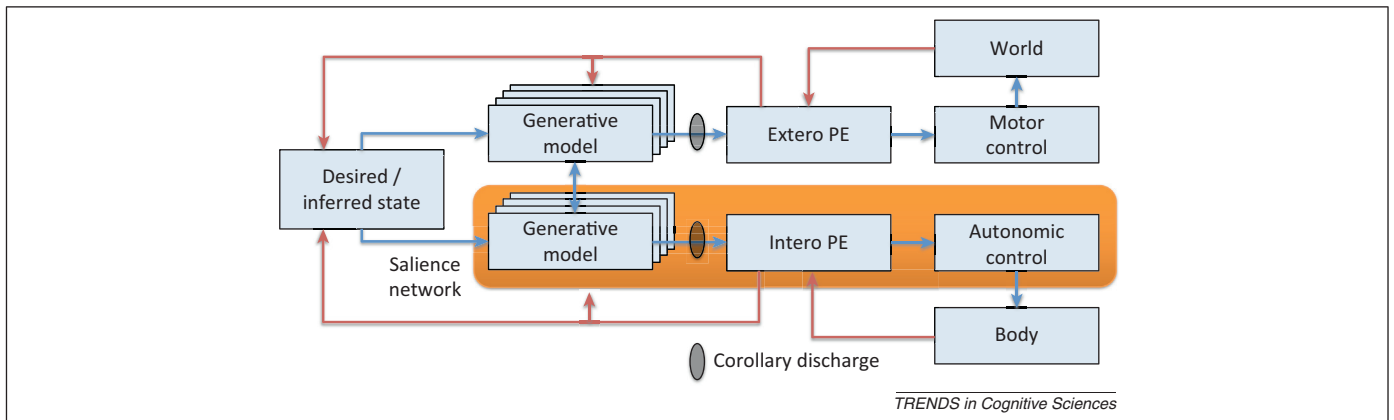 World
Generative
model
Extero PE
Motor
control
Desired /
inferred state
Generative
model
Intero PE
Autonomic
control
Salience
network
Body
Corollary discharge
TRENDS in Cognitive Sciences